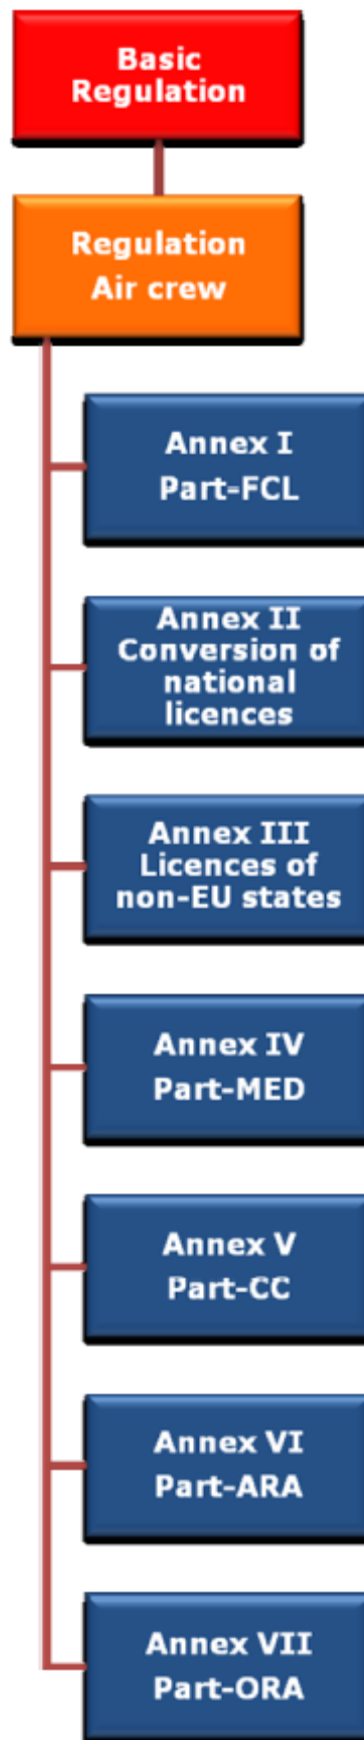 Basic
Regulation
Regulation
Air crew
Annex I
Part-FCL
Annex II
Conversion of
national
licences
Annex III
Licences of
non-EU states
Annex IV
Part-MED
Annex V
Part-CC
Annex VI
Part-ARA
Annex VII
Part-ORA